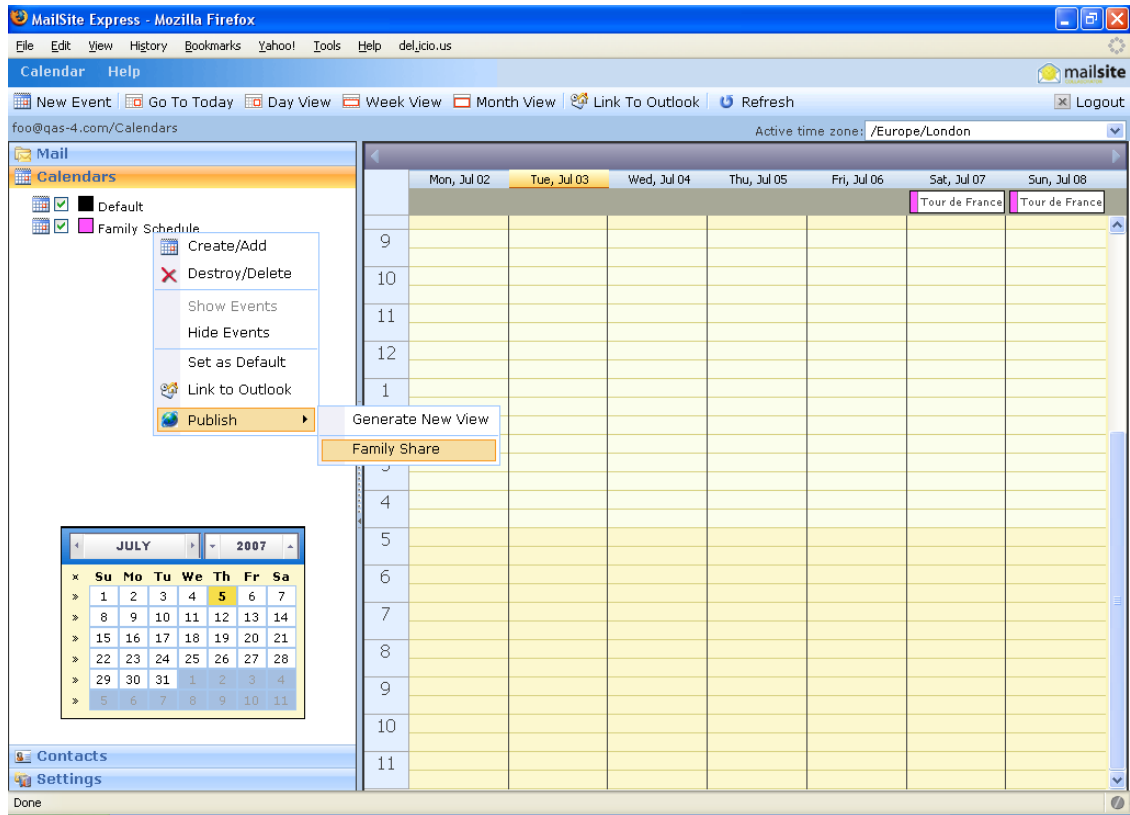 MailSite Express - Mozilla Firefox
File Edit View History Bookmarks Yahoo! Tools Help del.icio.us
Calendar Help mailsite
New Event Go To Today Day View Week View Month View Link To Outlook Refresh Logout
foo@qas-4.com/Calendars Active time zone: /Europe/London
Mail
Calendars
Mon, Jul 02 Tue, Jul 03 Wed, Jul 04 Thu, Jul 05 Fri, Jul 06 Sat, Jul 07 Sun, Jul 08
Tour de France Tour de France
Default
Family Schedule
Create/Add
Destroy/Delete
Show Events
Hide Events
Set as Default
Link to Outlook
Publish
Generate New View
Family Share
9
10
11
12
1
4
5
6
7
8
9
10
11
JULY 2007
x Su Mo Tu We Th Fr Sa
» 1 2 3 4 5 6 7
» 8 9 10 11 12 13 14
» 15 16 17 18 19 20 21
» 22 23 24 25 26 27 28
» 29 30 31 1 2 3 4
» 5 6 7 8 9 10 11
Contacts
Settings
Done